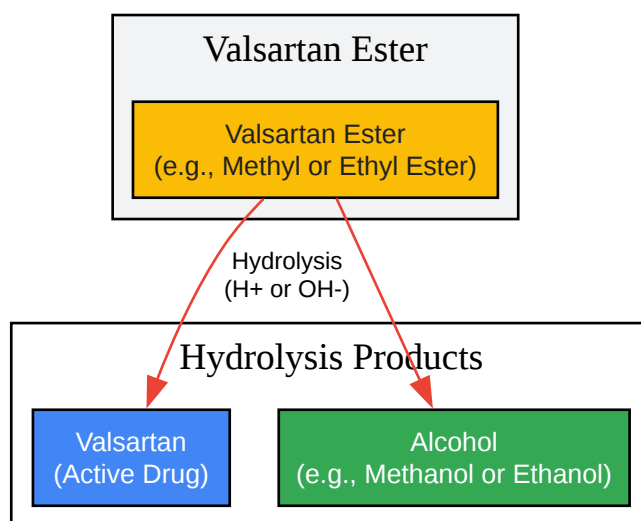 Valsartan Ester
Valsartan Ester
(e.g., Methyl or Ethyl Ester)
Hydrolysis
(H+ or OH-)
Hydrolysis Products
Valsartan
(Active Drug)
Alcohol
(e.g., Methanol or Ethanol)